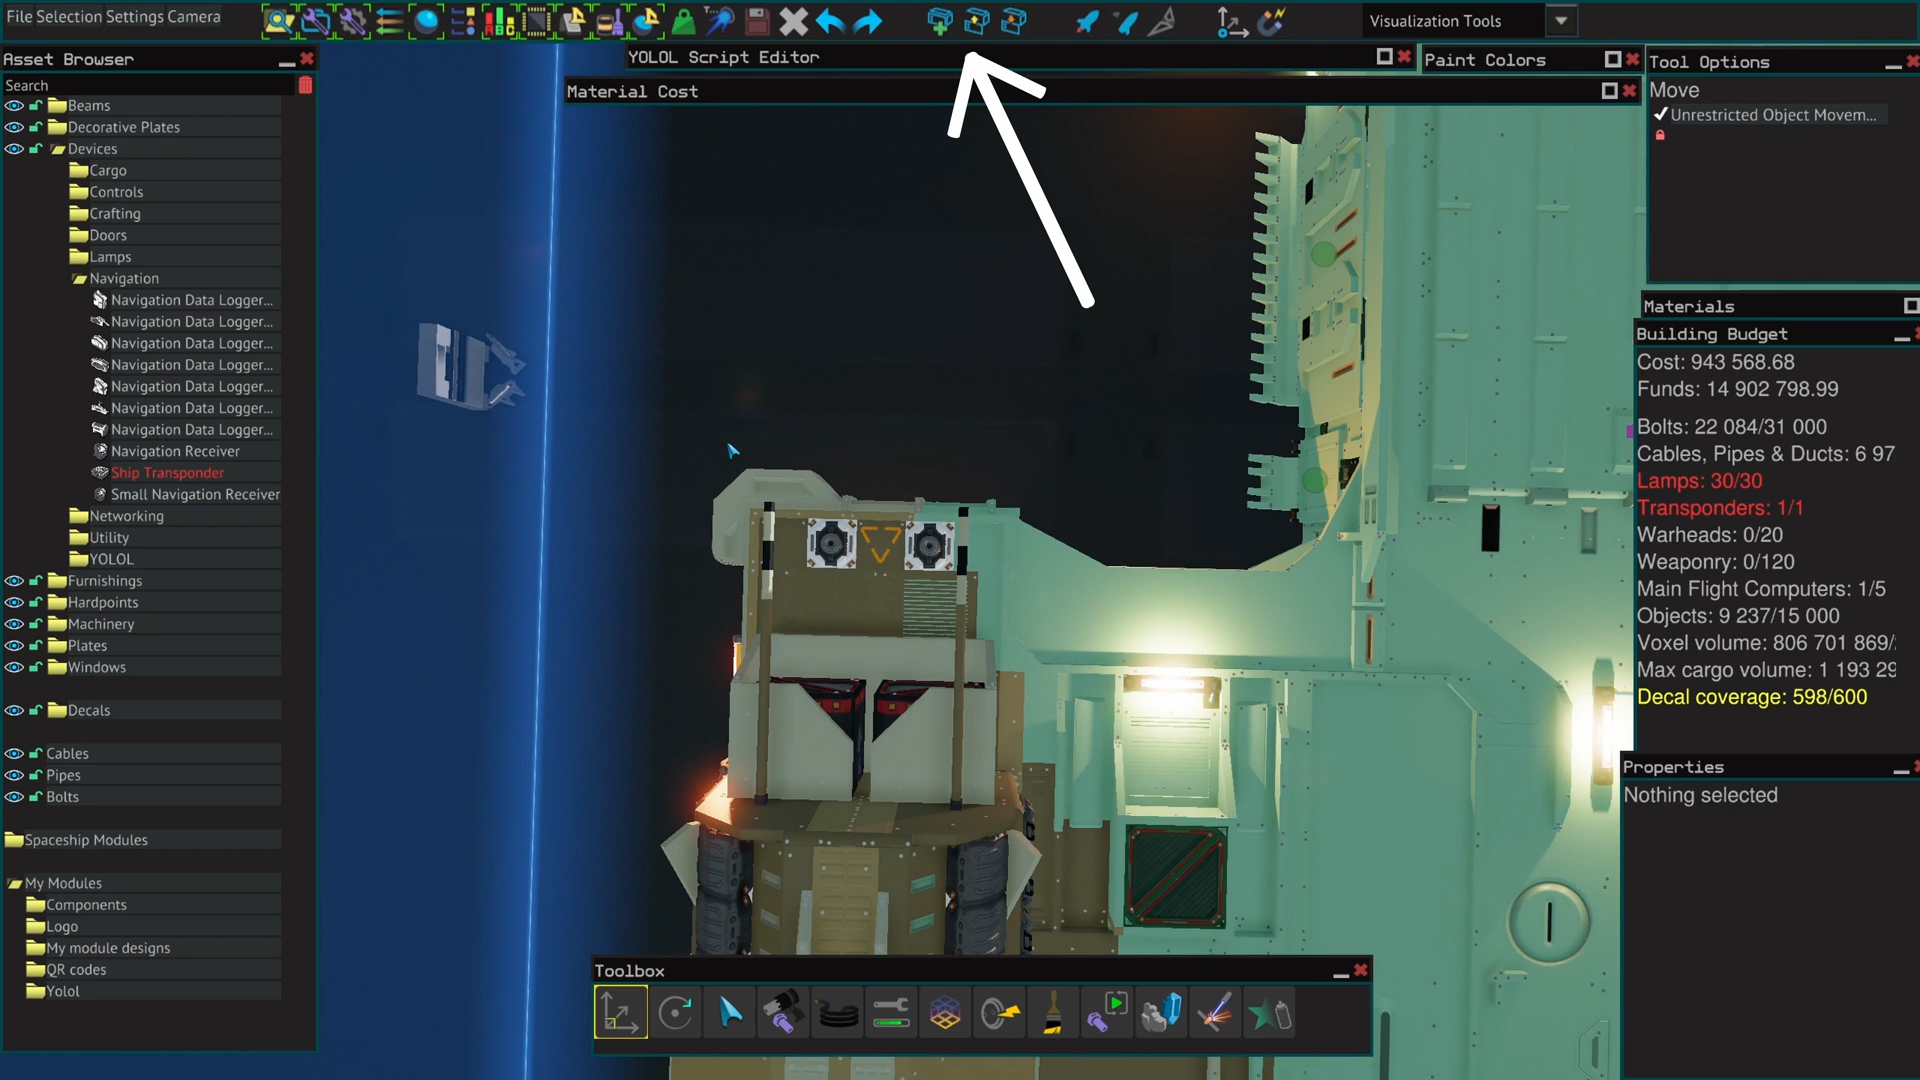 File Selection Settings Camera
Visualization Tools
Asset Browser
Search
Beams
Decorative Plates
Devices
Cargo
Controls
Crafting
Doors
Lamps
Navigation
Navigation Data Logger...
Navigation Data Logger...
Navigation Data Logger...
Navigation Data Logger...
Navigation Data Logger...
Navigation Data Logger...
Navigation Data Logger...
Navigation Receiver
Ship Transponder
Small Navigation Receiver
Networking
Utility
YOLOL
Furnishings
Hardpoints
Machinery
Plates
Windows
Decals
Cables
Pipes
Bolts
Spaceship Modules
My Modules
Components
Logo
My module designs
QR codes
Yolol
YOLOL Script Editor
Material Cost
Paint Colors
Tool Options
Move
Unrestricted Object Movem...
Materials
Building Budget
Cost: 943 568.68
Funds: 14 902 798.99
Bolts: 22 084/31 000
Cables, Pipes & Ducts: 6 97
Lamps: 30/30
Transponders: 1/1
Warheads: 0/20
Weaponry: 0/120
Main Flight Computers: 1/5
Objects: 9 237/15 000
Voxel volume: 806 701 869/
Max cargo volume: 1 193 29
Decal coverage: 598/600
Properties
Nothing selected
Toolbox